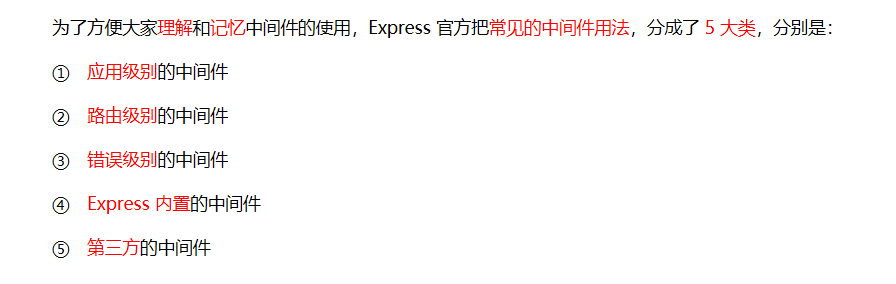 为了方便大家理解和记忆中间件的使用，Express 官方把常见的中间件用法，分成了 5 大类，分别是：
① 应用级别的中间件
② 路由级别的中间件
③ 错误级别的中间件
④ Express 内置的中间件
⑤ 第三方的中间件